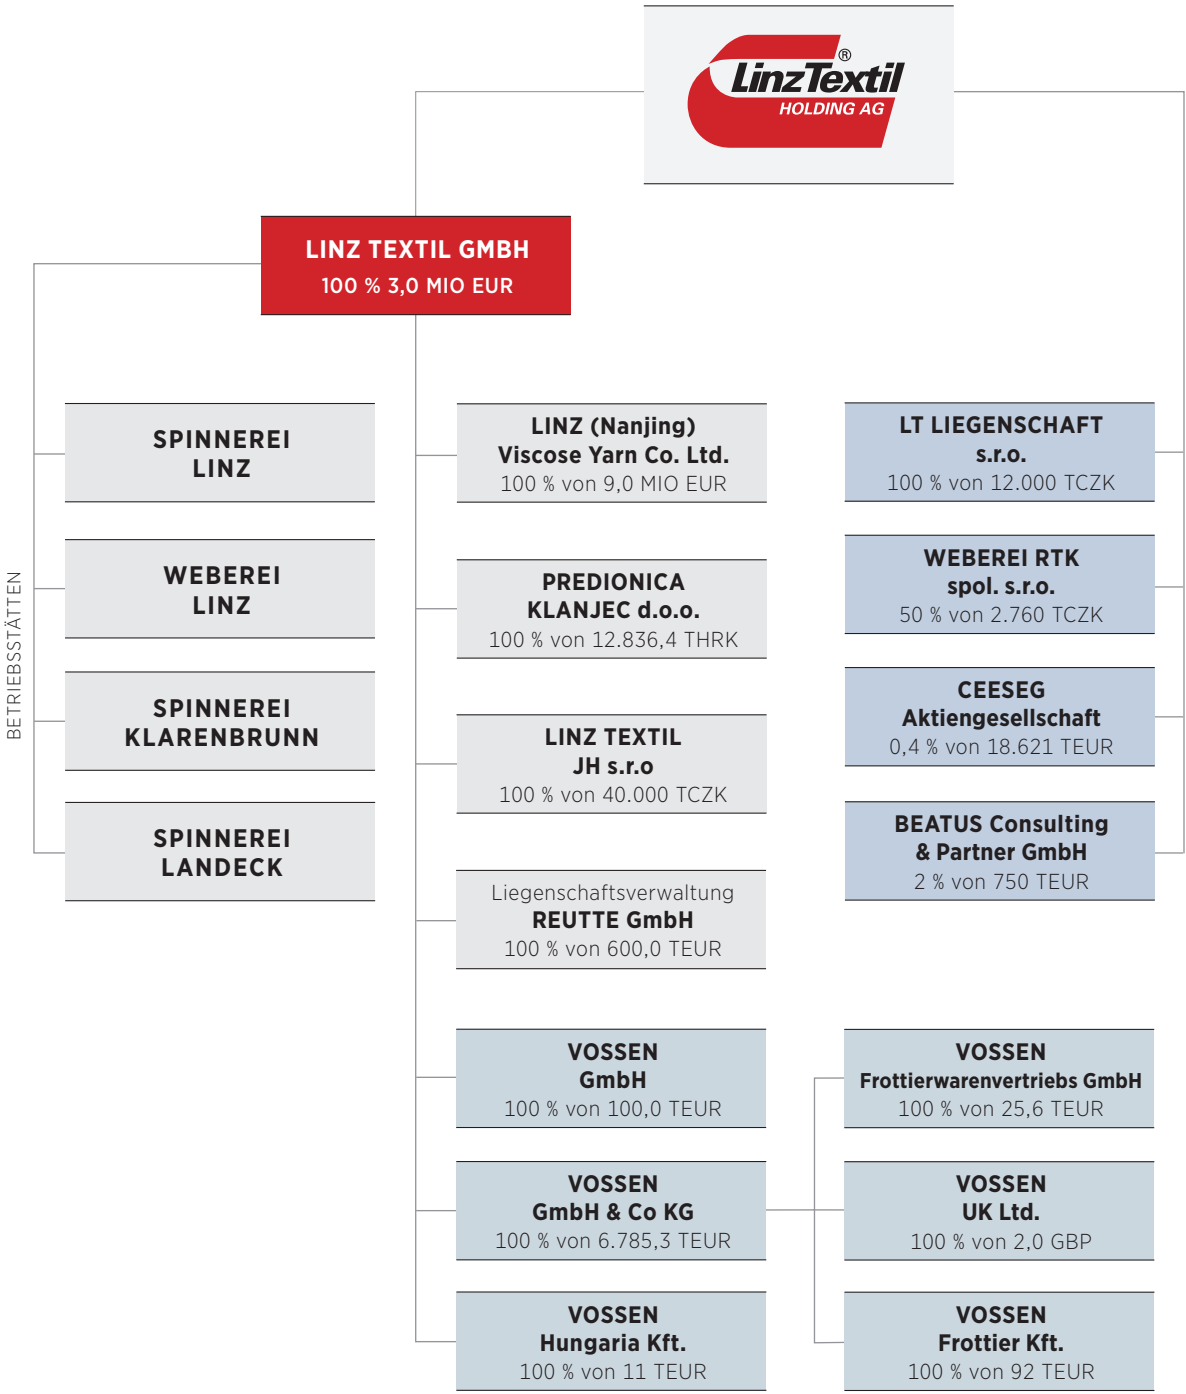 LinzTextil®
HOLDING AG
LINZ TEXTIL GMBH
100 % 3,0 MIO EUR
BETRIEBSSTÄTTEN
SPINNEREI
LINZ
WEBEREI
LINZ
SPINNEREI
KLARENBRUNN
SPINNEREI
LANDECK
LINZ (Nanjing)
Viscose Yarn Co. Ltd.
100 % von 9,0 MIO EUR
PREDIONICA
KLANJEC d.o.o.
100 % von 12.836,4 THRK
LINZ TEXTIL
JH s.r.o
100 % von 40.000 TCZK
Liegenschaftsverwaltung
REUTTE GmbH
100 % von 600,0 TEUR
VOSSEN
GmbH
100 % von 100,0 TEUR
VOSSEN
GmbH & Co KG
100 % von 6.785,3 TEUR
VOSSEN
Hungaria Kft.
100 % von 11 TEUR
LT LIEGENSCHAFT
s.r.o.
100 % von 12.000 TCZK
WEBEREI RTK
spol. s.r.o.
50 % von 2.760 TCZK
CEESEG
Aktiengesellschaft
0,4 % von 18.621 TEUR
BEATUS Consulting
& Partner GmbH
2 % von 750 TEUR
VOSSEN
Frottierwarenvertriebs GmbH
100 % von 25,6 TEUR
VOSSEN
UK Ltd.
100 % von 2,0 GBP
VOSSEN
Frottier Kft.
100 % von 92 TEUR